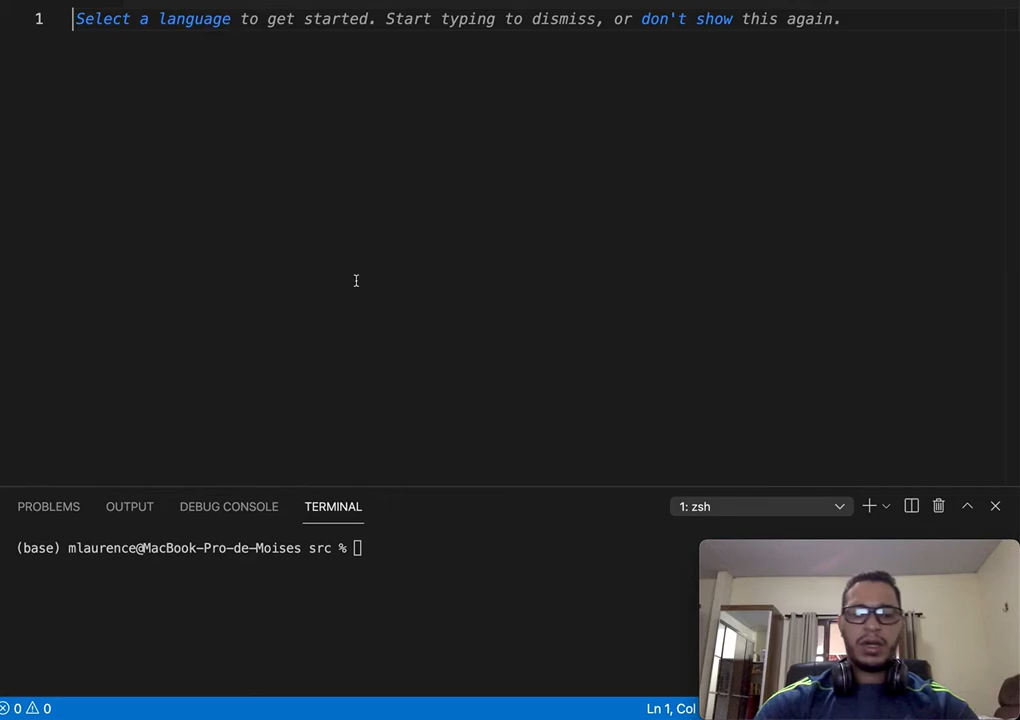 1 Select a language to get started. Start typing to dismiss, or don't show this again.
PROBLEMS OUTPUT DEBUG CONSOLE TERMINAL 1: zsh
(base) mlaurence@MacBook-Pro-de-Moises src %
0 0 Ln 1, Col